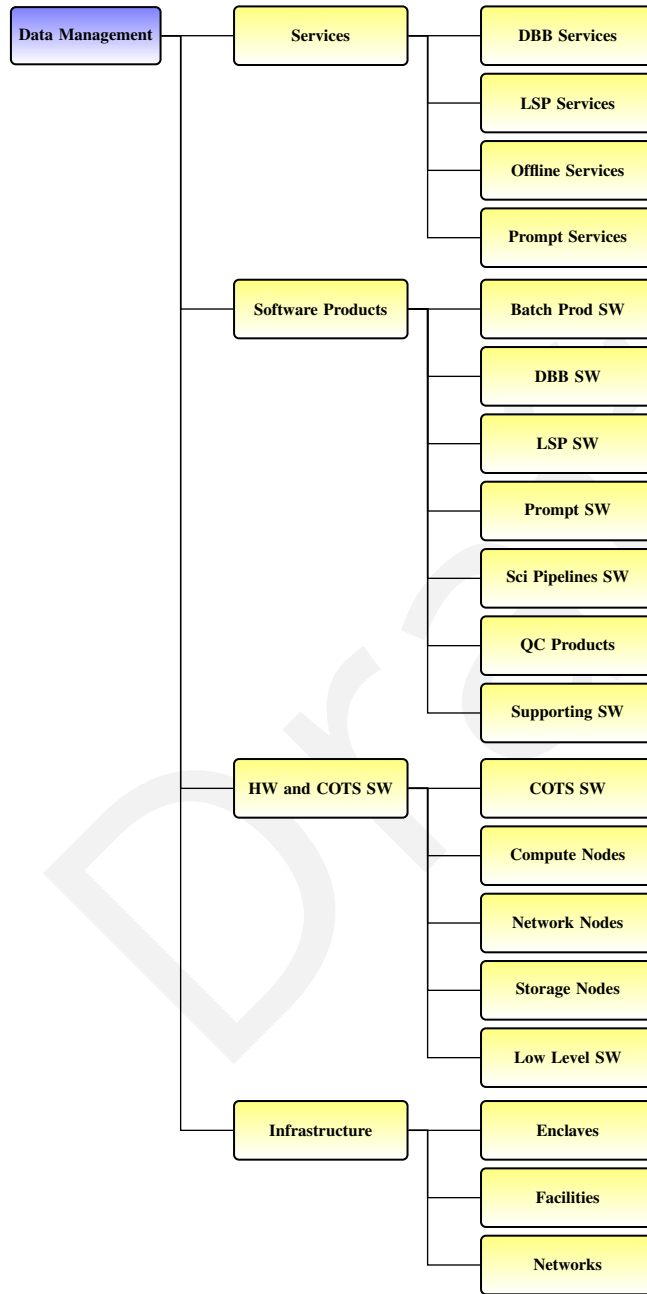 Data Management
Services
DBB Services
LSP Services
Offline Services
Prompt Services
Software Products
Batch Prod SW
DBB SW
LSP SW
Prompt SW
Sci Pipelines SW
QC Products
Supporting SW
HW and COTS SW
COTS SW
Compute Nodes
Network Nodes
Storage Nodes
Low Level SW
Infrastructure
Enclaves
Facilities
Networks